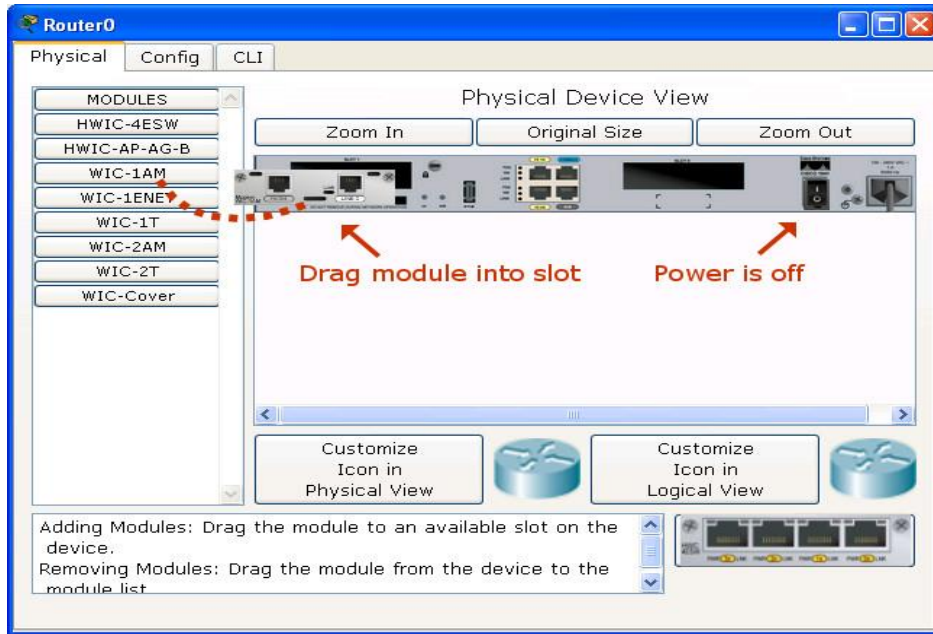 Router0
Physical
Config
CLI
MODULES
HWIC-4ESW
HWIC-AP-AG-B
WIC-1AM
WIC-1ENET
WIC-1T
WIC-2AM
WIC-2T
WIC-Cover
Physical Device View
Zoom In
Original Size
Zoom Out
Drag module into slot
Power is off
Customize
Icon in
Physical View
Customize
Icon in
Logical View
Adding Modules: Drag the module to an available slot on the
device.
Removing Modules: Drag the module from the device to the
module list